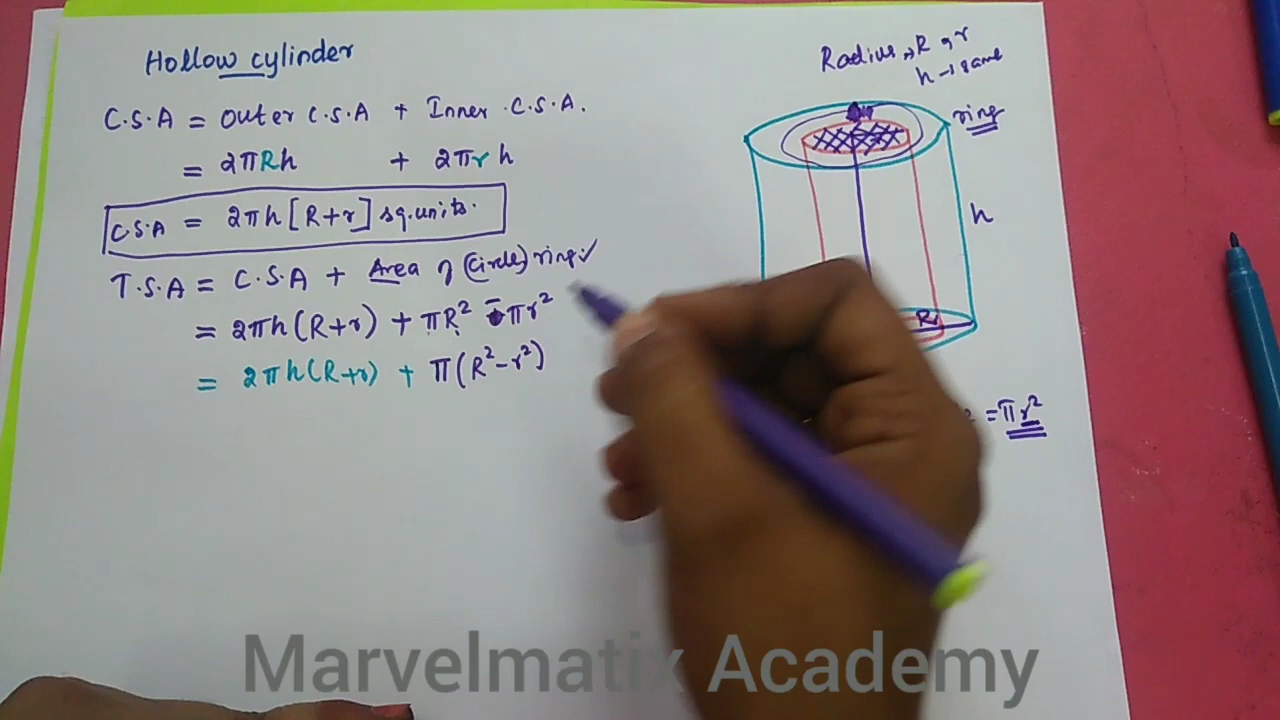 Hollow cylinder
C.S.A = Outer C.S.A + Inner C.S.A.
= 2πRh + 2πrh
C.S.A = 2πh[R+r] sq.units.
T.S.A = C.S.A + Area of (Circle) ring ✓
= 2πh(R+r) + πR² - πr²
= 2πh(R+r) + π(R²-r²)
Radius → R, r
h → same
ring
h
R
= πr²
Marvelmatix Academy